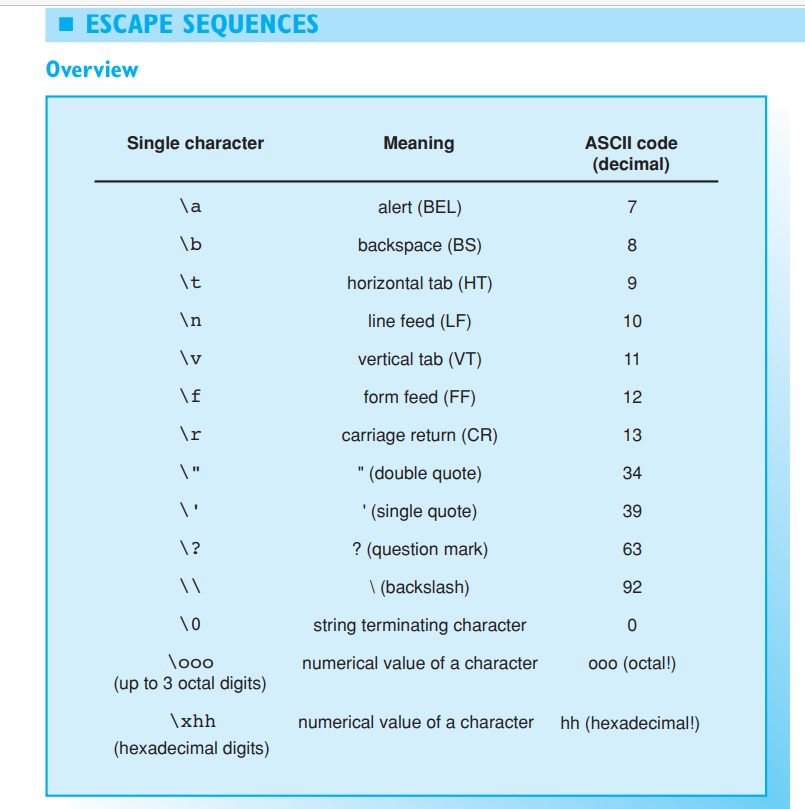 ESCAPE SEQUENCES
Overview
Single character Meaning ASCII code
(decimal)
\a alert (BEL) 7
\b backspace (BS) 8
\t horizontal tab (HT) 9
\n line feed (LF) 10
\v vertical tab (VT) 11
\f form feed (FF) 12
\r carriage return (CR) 13
\" " (double quote) 34
\' ' (single quote) 39
\? ? (question mark) 63
\\ \ (backslash) 92
\0 string terminating character 0
\ooo numerical value of a character ooo (octal!)
(up to 3 octal digits)
\xhh numerical value of a character hh (hexadecimal!)
(hexadecimal digits)